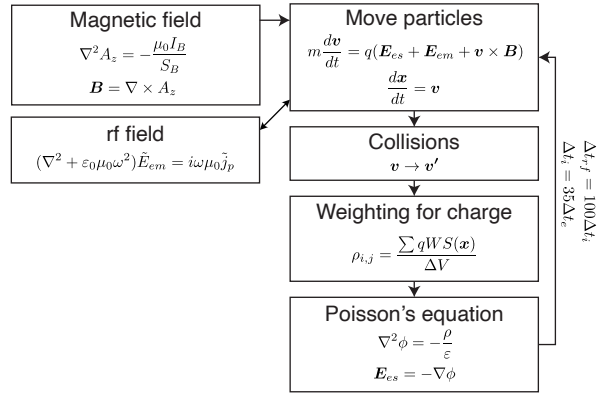 Magnetic field
∇²A_z = −μ₀I_B / S_B
B = ∇ × A_z
rf field
(∇² + ε₀μ₀ω²)Ẽ_em = iωμ₀j̃_p
Move particles
m dv/dt = q(E_es + E_em + v × B)
dx/dt = v
Collisions
v → v'
Weighting for charge
ρ_i,j = ∑ qWS(x) / ΔV
Poisson's equation
∇²φ = −ρ/ε
E_es = −∇φ
Δt_rf = 100Δt_i
Δt_i = 35Δt_e